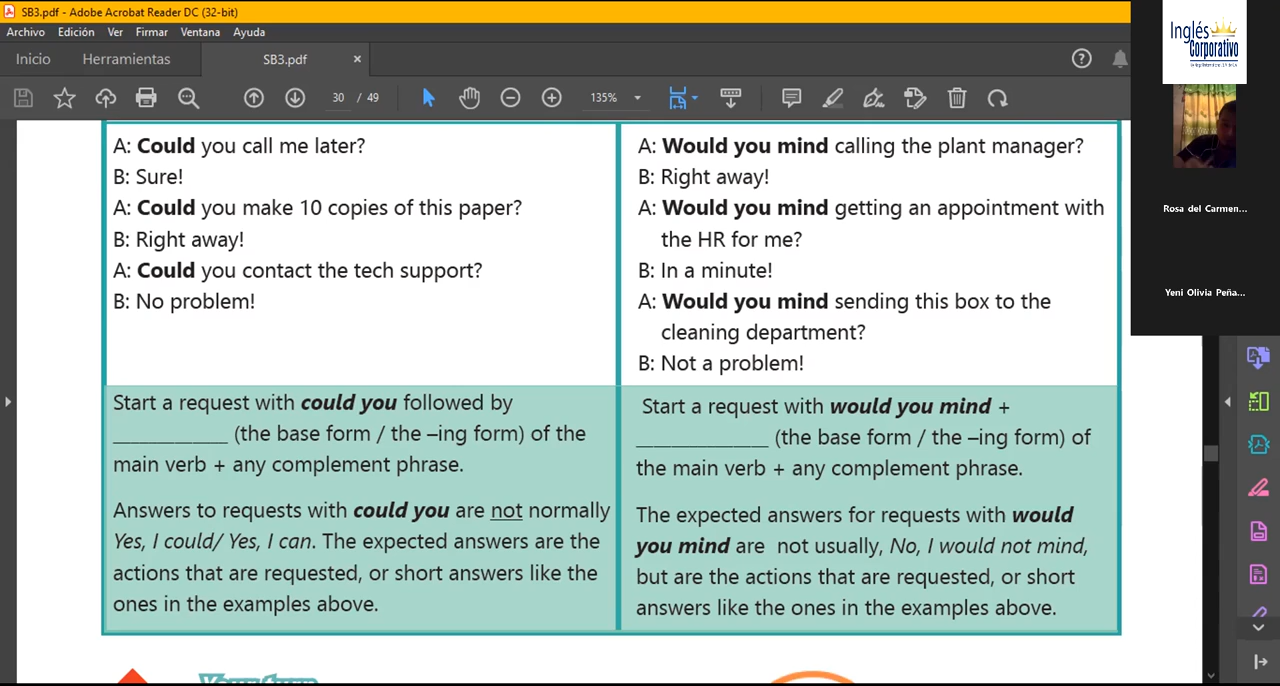 SB3.pdf - Adobe Acrobat Reader DC (32-bit)
Archivo Edición Ver Firmar Ventana Ayuda
Inicio Herramientas SB3.pdf ×
30 / 49 135%
A: Could you call me later?
B: Sure!
A: Could you make 10 copies of this paper?
B: Right away!
A: Could you contact the tech support?
B: No problem!
A: Would you mind calling the plant manager?
B: Right away!
A: Would you mind getting an appointment with
the HR for me?
B: In a minute!
A: Would you mind sending this box to the
cleaning department?
B: Not a problem!
Start a request with could you followed by
____________ (the base form / the –ing form) of the
main verb + any complement phrase.
Answers to requests with could you are not normally
Yes, I could/ Yes, I can. The expected answers are the
actions that are requested, or short answers like the
ones in the examples above.
Start a request with would you mind +
______________ (the base form / the –ing form) of
the main verb + any complement phrase.
The expected answers for requests with would
you mind are not usually, No, I would not mind,
but are the actions that are requested, or short
answers like the ones in the examples above.
Inglés
Corporativo
Rosa del Carmen...
Yeni Olivia Peña...